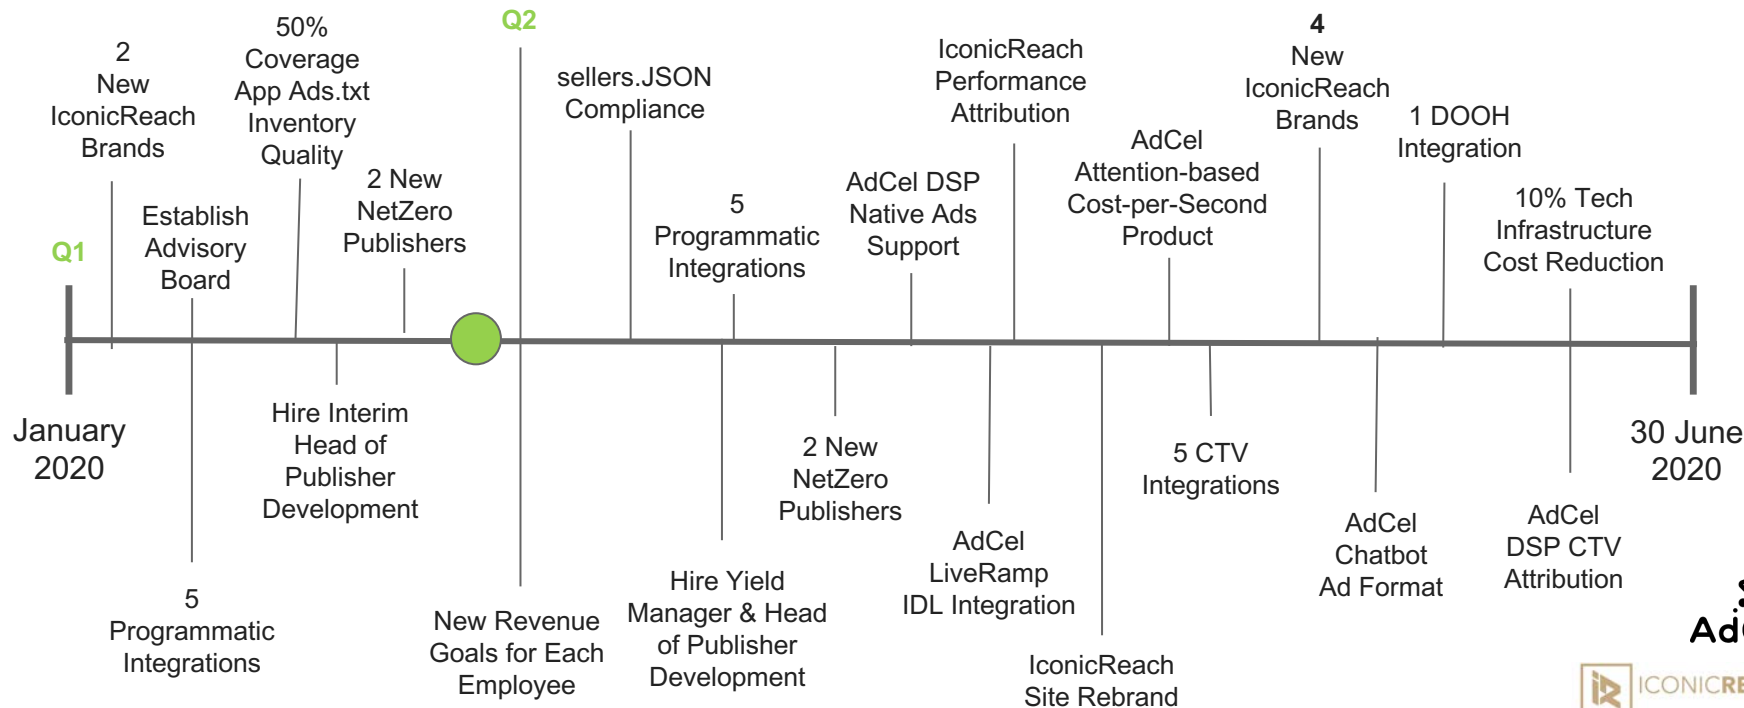 2
New
IconicReach
Brands
50%
Coverage
App Ads.txt
Inventory
Quality
Q2
sellers.JSON
Compliance
IconicReach
Performance
Attribution
4
New
IconicReach
Brands
1 DOOH
Integration
Establish
Advisory
Board
2 New
NetZero
Publishers
5
Programmatic
Integrations
AdCel DSP
Native Ads
Support
AdCel
Attention-based
Cost-per-Second
Product
10% Tech
Infrastructure
Cost Reduction
Q1
January
2020
30 June
2020
5
Programmatic
Integrations
Hire Interim
Head of
Publisher
Development
New Revenue
Goals for Each
Employee
Hire Yield
Manager & Head
of Publisher
Development
2 New
NetZero
Publishers
AdCel
LiveRamp
IDL Integration
IconicReach
Site Rebrand
5 CTV
Integrations
AdCel
Chatbot
Ad Format
AdCel
DSP CTV
Attribution